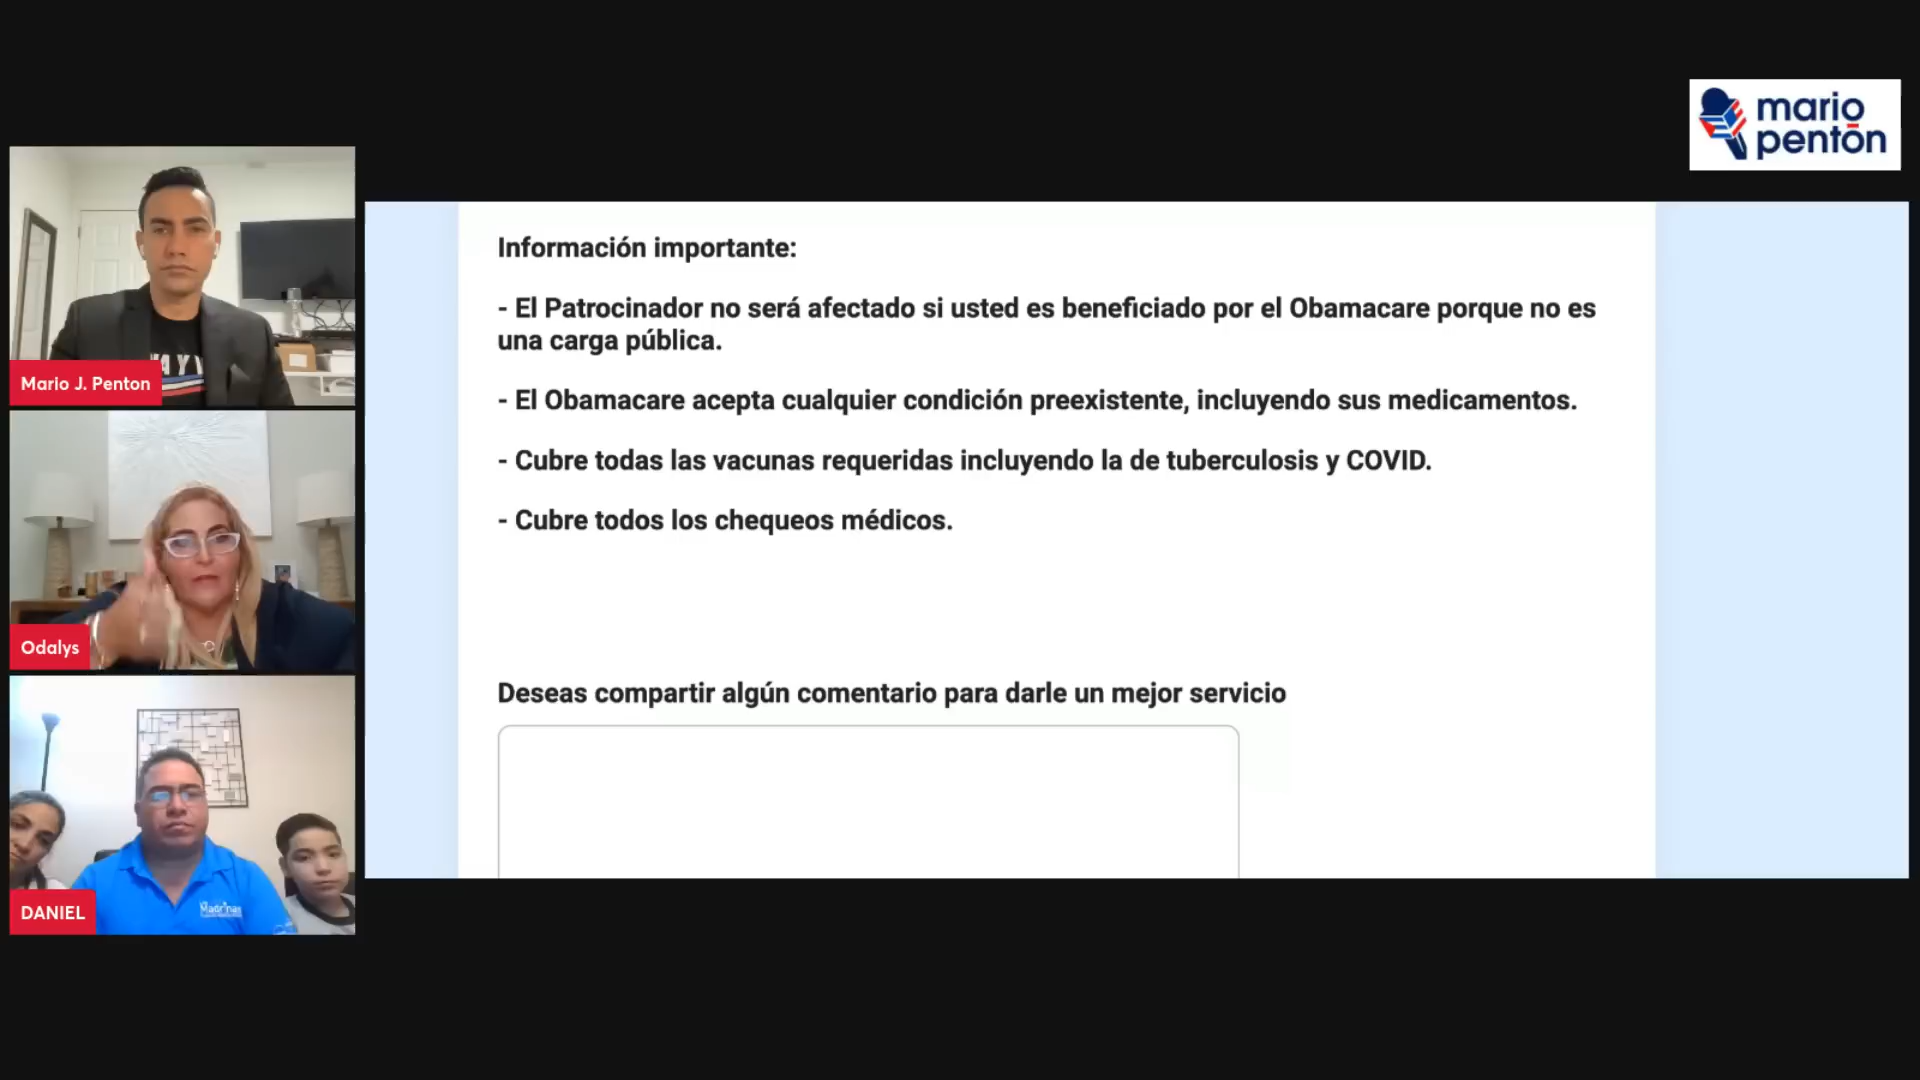 mario
pentón
Mario J. Penton
Odalys
DANIEL
Información importante:
- El Patrocinador no será afectado si usted es beneficiado por el Obamacare porque no es
una carga pública.
- El Obamacare acepta cualquier condición preexistente, incluyendo sus medicamentos.
- Cubre todas las vacunas requeridas incluyendo la de tuberculosis y COVID.
- Cubre todos los chequeos médicos.
Deseas compartir algún comentario para darle un mejor servicio